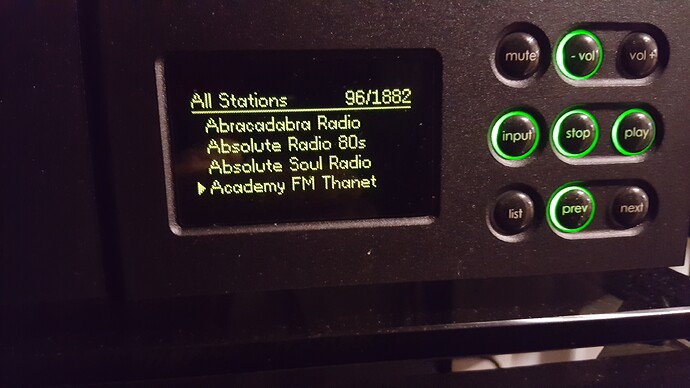 All Stations 96/1882
Abracadabra Radio
Absolute Radio 80s
Absolute Soul Radio
Academy FM Thanet
mute - vol vol +
input stop play
list prev next